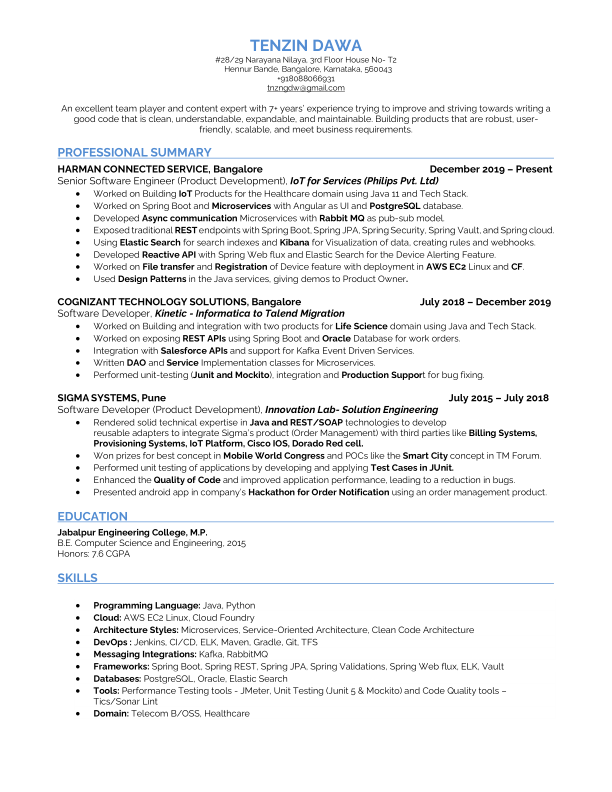 TENZIN DAWA
#28/29 Narayana Nilaya, 3rd Floor House No- T2
Hennur Bande, Bangalore, Karnataka, 560043
+918088066931
tnzngdw@gmail.com
An excellent team player and content expert with 7+ years' experience trying to improve and striving towards writing a
good code that is clean, understandable, expandable, and maintainable. Building products that are robust, user-
friendly, scalable, and meet business requirements.
PROFESSIONAL SUMMARY
HARMAN CONNECTED SERVICE, Bangalore December 2019 – Present
Senior Software Engineer (Product Development), IoT for Services (Philips Pvt. Ltd)
• Worked on Building IoT Products for the Healthcare domain using Java 11 and Tech Stack.
• Worked on Spring Boot and Microservices with Angular as UI and PostgreSQL database.
• Developed Async communication Microservices with Rabbit MQ as pub-sub model.
• Exposed traditional REST endpoints with Spring Boot, Spring JPA, Spring Security, Spring Vault, and Spring cloud.
• Using Elastic Search for search indexes and Kibana for Visualization of data, creating rules and webhooks.
• Developed Reactive API with Spring Web flux and Elastic Search for the Device Alerting Feature.
• Worked on File transfer and Registration of Device feature with deployment in AWS EC2 Linux and CF.
• Used Design Patterns in the Java services, giving demos to Product Owner.
COGNIZANT TECHNOLOGY SOLUTIONS, Bangalore July 2018 – December 2019
Software Developer, Kinetic - Informatica to Talend Migration
• Worked on Building and integration with two products for Life Science domain using Java and Tech Stack.
• Worked on exposing REST APIs using Spring Boot and Oracle Database for work orders.
• Integration with Salesforce APIs and support for Kafka Event Driven Services.
• Written DAO and Service Implementation classes for Microservices.
• Performed unit-testing (Junit and Mockito), integration and Production Support for bug fixing.
SIGMA SYSTEMS, Pune July 2015 – July 2018
Software Developer (Product Development), Innovation Lab- Solution Engineering
• Rendered solid technical expertise in Java and REST/SOAP technologies to develop
reusable adapters to integrate Sigma's product (Order Management) with third parties like Billing Systems,
Provisioning Systems, IoT Platform, Cisco IOS, Dorado Red cell.
• Won prizes for best concept in Mobile World Congress and POCs like the Smart City concept in TM Forum.
• Performed unit testing of applications by developing and applying Test Cases in JUnit.
• Enhanced the Quality of Code and improved application performance, leading to a reduction in bugs.
• Presented android app in company's Hackathon for Order Notification using an order management product.
EDUCATION
Jabalpur Engineering College, M.P.
B.E. Computer Science and Engineering, 2015
Honors: 7.6 CGPA
SKILLS
• Programming Language: Java, Python
• Cloud: AWS EC2 Linux, Cloud Foundry
• Architecture Styles: Microservices, Service-Oriented Architecture, Clean Code Architecture
• DevOps : Jenkins, CI/CD, ELK, Maven, Gradle, Git, TFS
• Messaging Integrations: Kafka, RabbitMQ
• Frameworks: Spring Boot, Spring REST, Spring JPA, Spring Validations, Spring Web flux, ELK, Vault
• Databases: PostgreSQL, Oracle, Elastic Search
• Tools: Performance Testing tools - JMeter, Unit Testing (Junit 5 & Mockito) and Code Quality tools –
Tics/Sonar Lint
• Domain: Telecom B/OSS, Healthcare